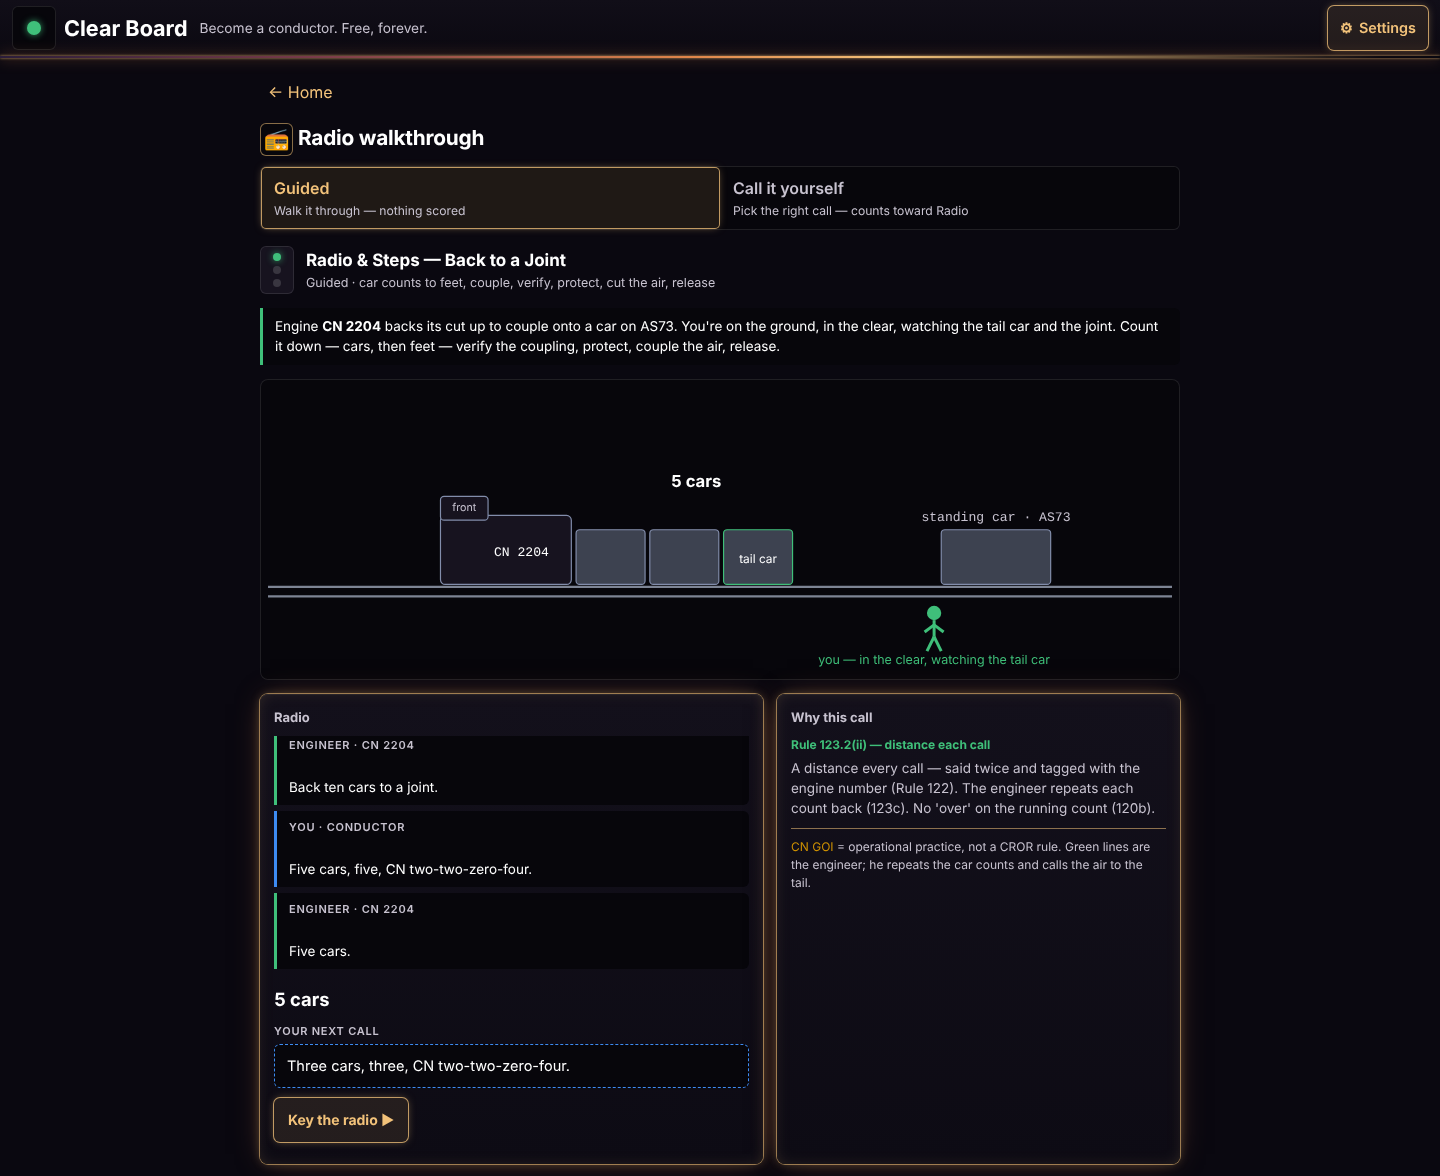 Clear Board
Become a conductor. Free, forever.
⚙ Settings
← Home
Radio walkthrough
Guided
Walk it through — nothing scored
Call it yourself
Pick the right call — counts toward Radio
Radio & Steps — Back to a Joint
Guided · car counts to feet, couple, verify, protect, cut the air, release
Engine CN 2204 backs its cut up to couple onto a car on AS73. You're on the ground, in the clear, watching the tail car and the joint. Count
it down — cars, then feet — verify the coupling, protect, couple the air, release.
5 cars
front
standing car · AS73
CN 2204
tail car
you — in the clear, watching the tail car
Radio
ENGINEER · CN 2204
Back ten cars to a joint.
YOU · CONDUCTOR
Five cars, five, CN two-two-zero-four.
ENGINEER · CN 2204
Five cars.
5 cars
YOUR NEXT CALL
Three cars, three, CN two-two-zero-four.
Key the radio ▶
Why this call
Rule 123.2(ii) — distance each call
A distance every call — said twice and tagged with the
engine number (Rule 122). The engineer repeats each
count back (123c). No 'over' on the running count (120b).
CN GOI = operational practice, not a CROR rule. Green lines are
the engineer; he repeats the car counts and calls the air to the
tail.